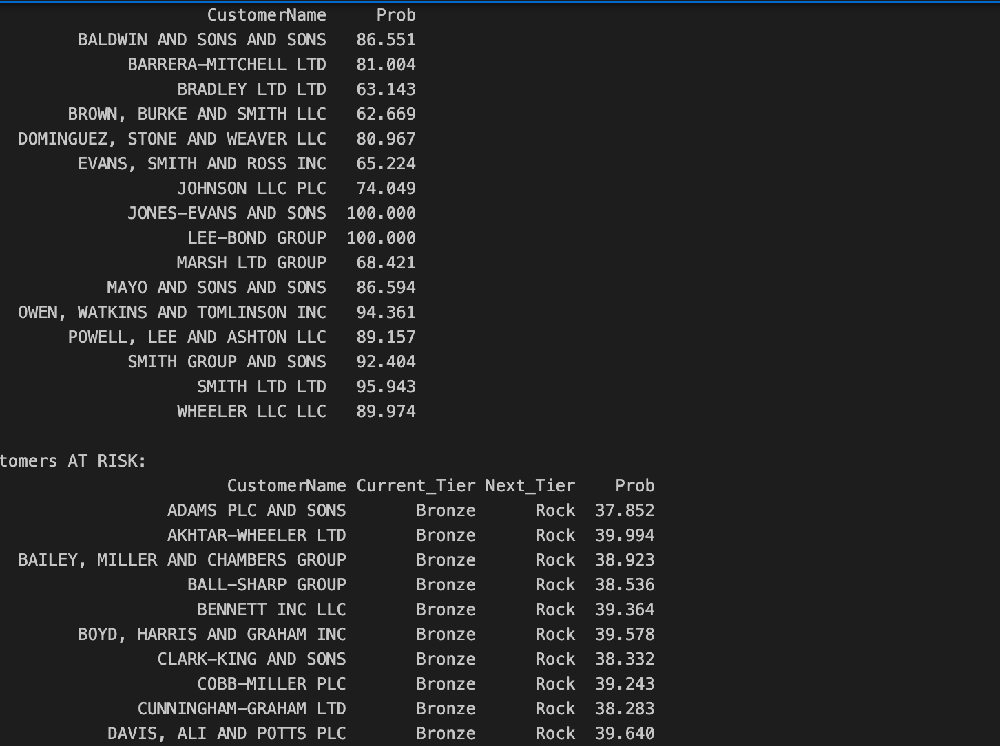 CustomerName Prob
BALDWIN AND SONS AND SONS 86.551
BARRERA-MITCHELL LTD 81.004
BRADLEY LTD LTD 63.143
BROWN, BURKE AND SMITH LLC 62.669
DOMINGUEZ, STONE AND WEAVER LLC 80.967
EVANS, SMITH AND ROSS INC 65.224
JOHNSON LLC PLC 74.049
JONES-EVANS AND SONS 100.000
LEE-BOND GROUP 100.000
MARSH LTD GROUP 68.421
MAYO AND SONS AND SONS 86.594
OWEN, WATKINS AND TOMLINSON INC 94.361
POWELL, LEE AND ASHTON LLC 89.157
SMITH GROUP AND SONS 92.404
SMITH LTD LTD 95.943
WHEELER LLC LLC 89.974
tomers AT RISK:
CustomerName Current_Tier Next_Tier Prob
ADAMS PLC AND SONS Bronze Rock 37.852
AKHTAR-WHEELER LTD Bronze Rock 39.994
BAILEY, MILLER AND CHAMBERS GROUP Bronze Rock 38.923
BALL-SHARP GROUP Bronze Rock 38.536
BENNETT INC LLC Bronze Rock 39.364
BOYD, HARRIS AND GRAHAM INC Bronze Rock 39.578
CLARK-KING AND SONS Bronze Rock 38.332
COBB-MILLER PLC Bronze Rock 39.243
CUNNINGHAM-GRAHAM LTD Bronze Rock 38.283
DAVIS, ALI AND POTTS PLC Bronze Rock 39.640